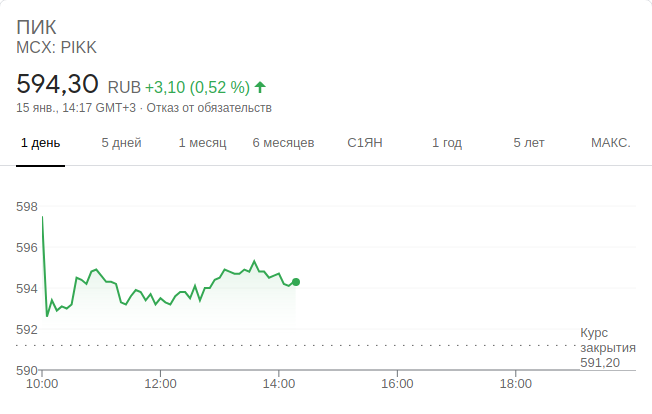 ПИК
MCX: PIKK
594,30 RUB +3,10 (0,52 %)
15 янв., 14:17 GMT+3 · Отказ от обязательств
1 день 5 дней 1 месяц 6 месяцев С1ЯН 1 год 5 лет МАКС.
598
596
594
592
Курс
закрытия
591,20
590
10:00 12:00 14:00 16:00 18:00